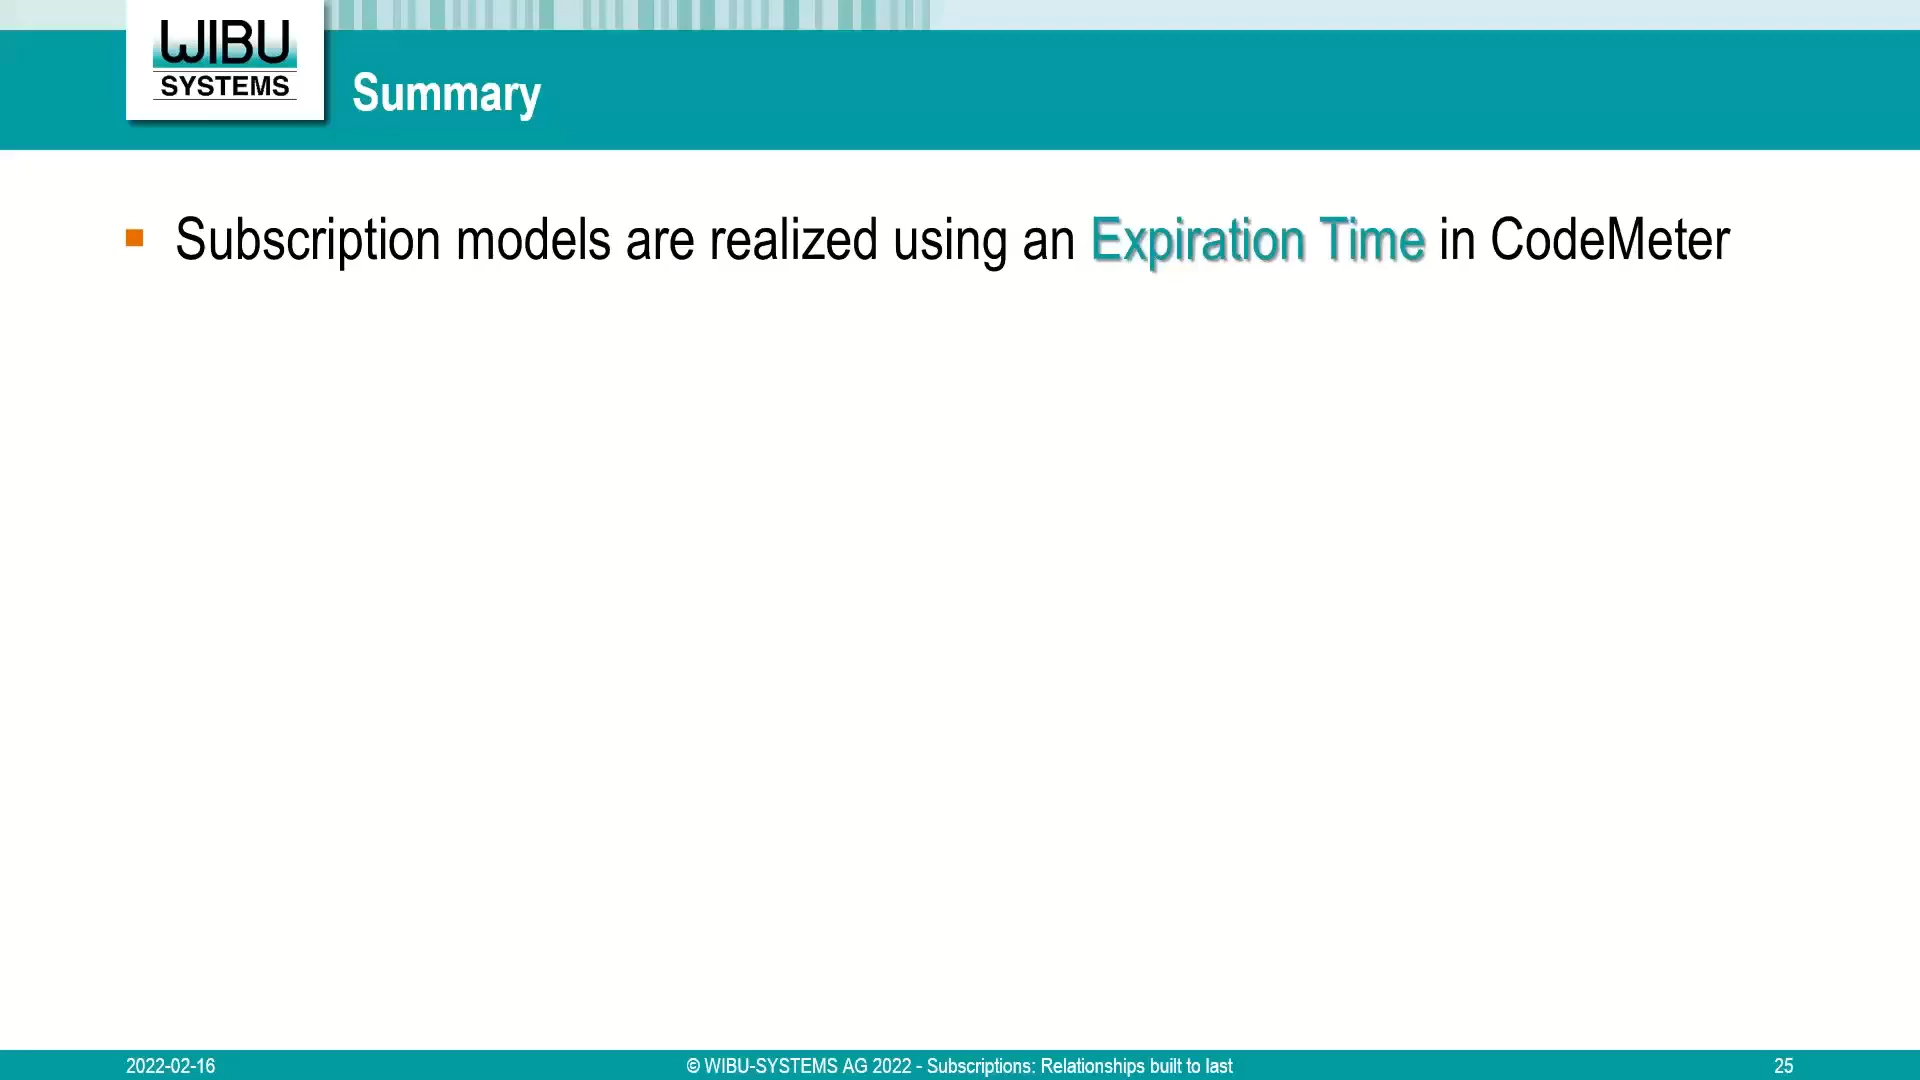 WIBU
SYSTEMS
Summary
Subscription models are realized using an Expiration Time in CodeMeter
2022-02-16
© WIBU-SYSTEMS AG 2022 - Subscriptions: Relationships built to last
25